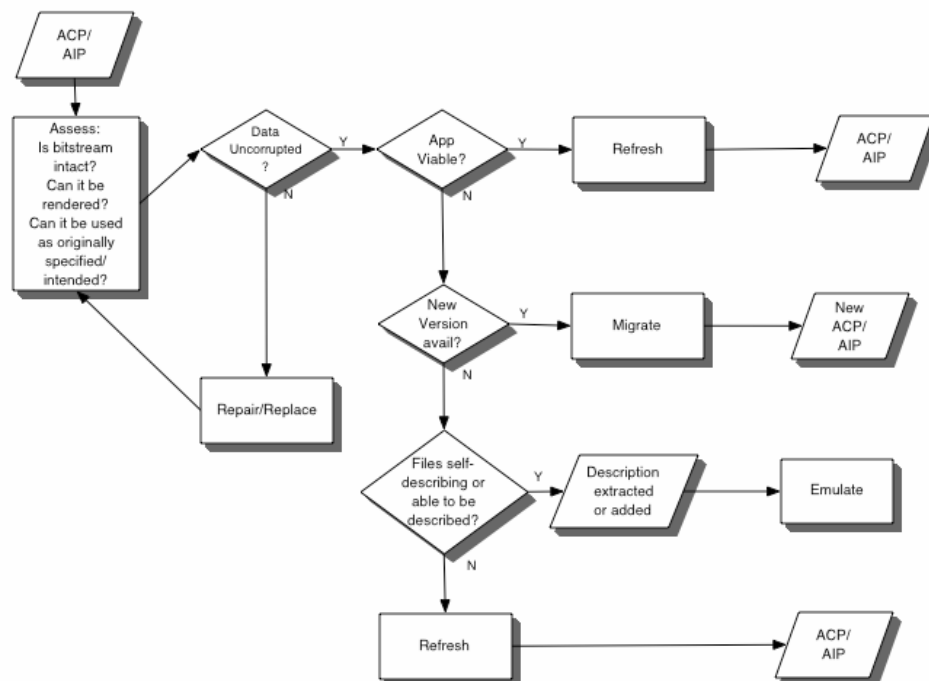 ACP/
AIP
Assess:
Is bitstream
intact?
Can it be
rendered?
Can it be used
as originally
specified/
intended?
Data
Uncorrupted
?
Y
N
App
Viable?
Y
N
Refresh
ACP/
AIP
New
Version
avail?
Y
N
Migrate
New
ACP/
AIP
Repair/Replace
Files self-
describing or
able to be
described?
Y
N
Description
extracted
or added
Emulate
Refresh
ACP/
AIP